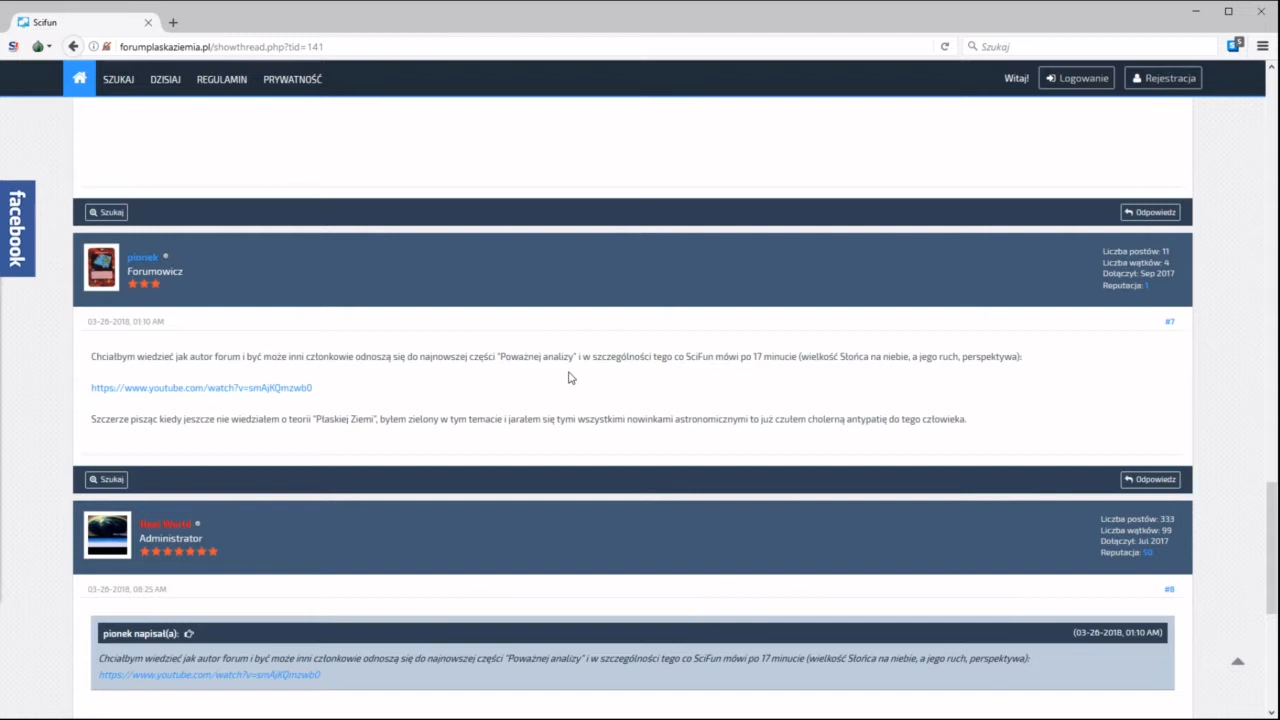 Scifun
forumplaskaziemia.pl/showthread.php?tid=141
Szukaj
5
SZUKAJ DZISIAJ REGULAMIN PRYWATNOŚĆ
Witaj! Logowanie Rejestracja
facebook
Szukaj
Odpowiedz
pionek
Forumowicz
Liczba postów: 11
Liczba wątków: 4
Dołączył: Sep 2017
Reputacja: 1
03-26-2018, 01:10 AM
#7
Chciałbym wiedzieć jak autor forum i być może inni członkowie odnoszą się do najnowszej części "Poważnej analizy" i w szczególności tego co SciFun mówi po 17 minucie (wielkość Słońca na niebie, a jego ruch, perspektywa):
https://www.youtube.com/watch?v=smAjKQmzwb0
Szczerze pisząc kiedy jeszcze nie wiedziałem o teorii "Płaskiej Ziemi", byłem zielony w tym temacie i jarałem się tymi wszystkimi nowinkami astronomicznymi to już czułem cholerną antypatię do tego człowieka.
Szukaj
Odpowiedz
Real World
Administrator
Liczba postów: 333
Liczba wątków: 99
Dołączył: Jul 2017
Reputacja: 50
03-26-2018, 08:25 AM
#8
pionek napisał(a):
(03-26-2018, 01:10 AM)
Chciałbym wiedzieć jak autor forum i być może inni członkowie odnoszą się do najnowszej części "Poważnej analizy" i w szczególności tego co SciFun mówi po 17 minucie (wielkość Słońca na niebie, a jego ruch, perspektywa):
https://www.youtube.com/watch?v=smAjKQmzwb0